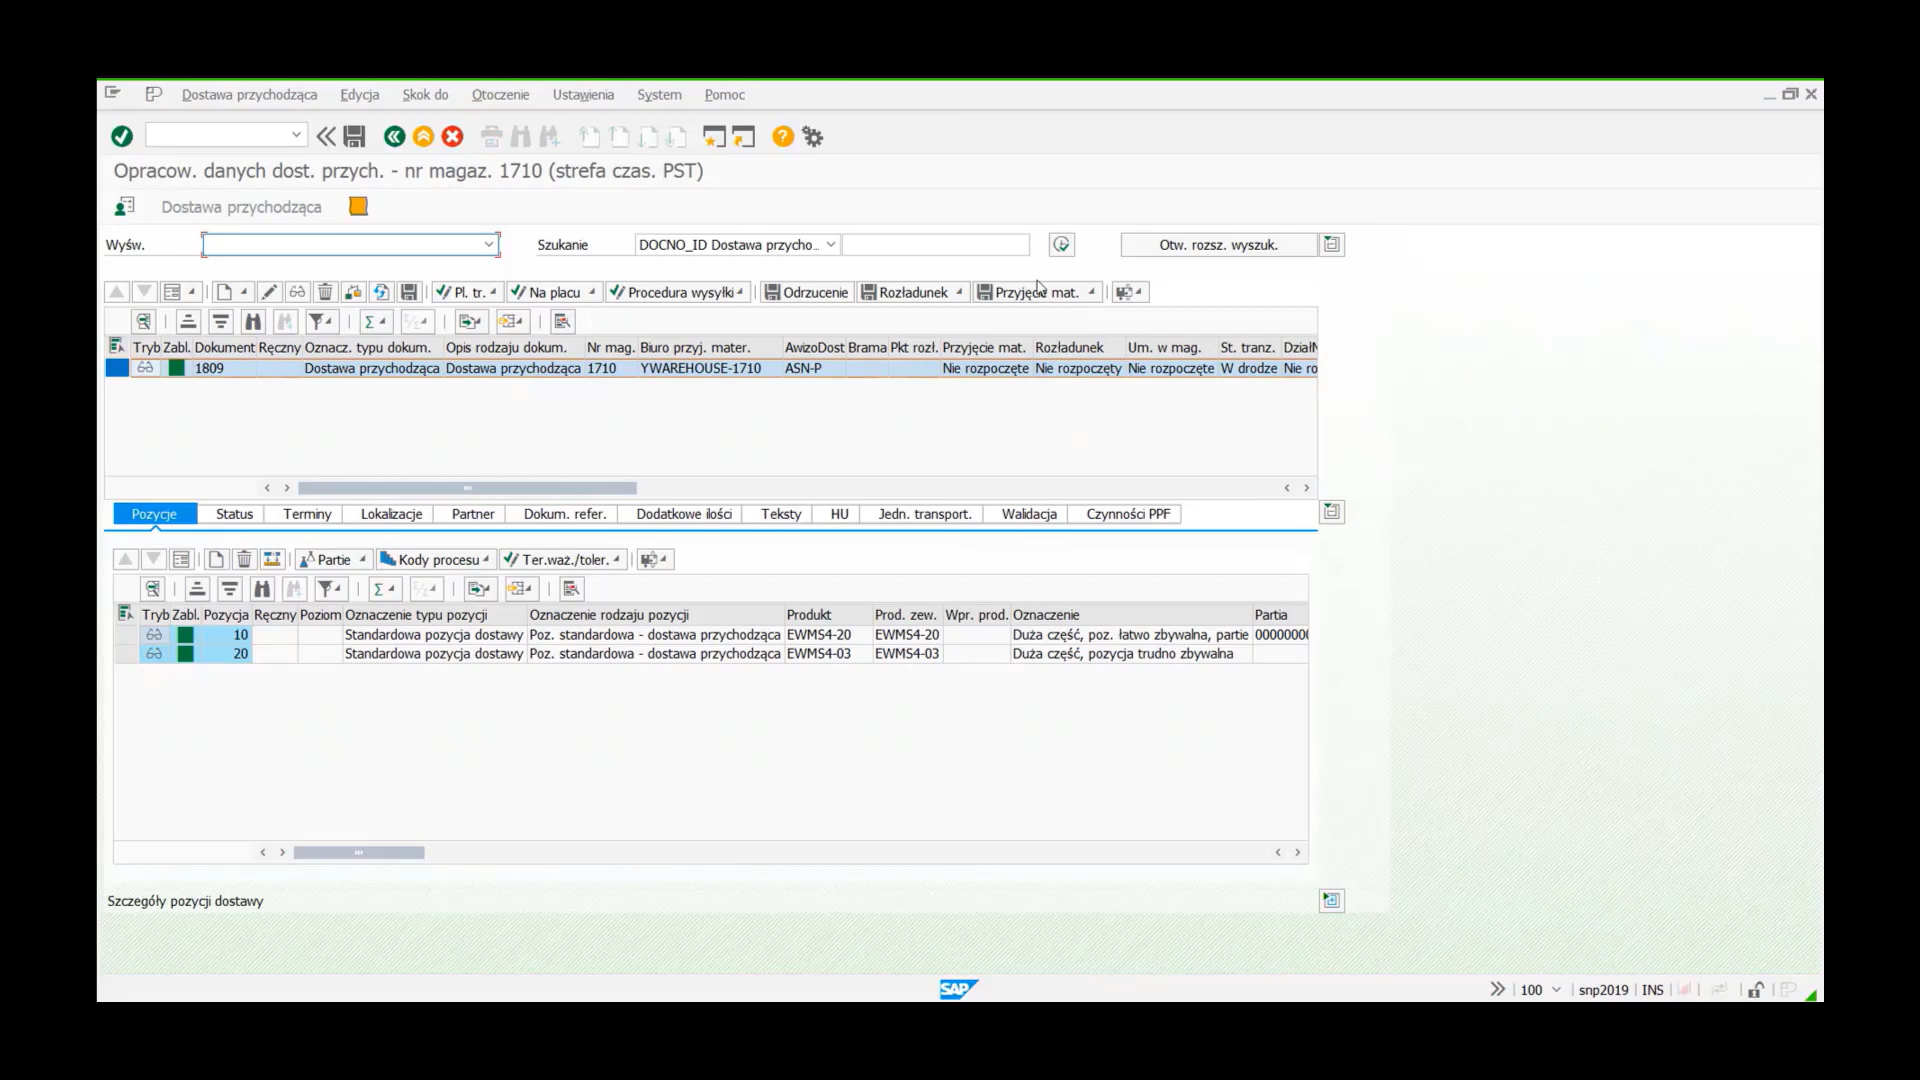 Dostawa przychodząca Edycja Skok do Otoczenie Ustawienia System Pomoc
Opracow. danych dost. przych. - nr magaz. 1710 (strefa czas. PST)
Dostawa przychodząca
Wyśw. Szukanie DOCNO_ID Dostawa przycho.. Otw. rozsz. wyszuk.
Pl. tr. Na placu Procedura wysyłki Odrzucenie Rozładunek Przyjęcie mat.
Tryb Zabl. Dokument Ręczny Oznacz. typu dokum. Opis rodzaju dokum. Nr mag. Biuro przyj. mater. AwizoDost Brama Pkt rozł. Przyjęcie mat. Rozładunek Um. w mag. St. tranz. DziałN
1809 Dostawa przychodząca Dostawa przychodząca 1710 YWAREHOUSE-1710 ASN-P Nie rozpoczęte Nie rozpoczęty Nie rozpoczęte W drodze Nie ro
Pozycje Status Terminy Lokalizacje Partner Dokum. refer. Dodatkowe ilości Teksty HU Jedn. transport. Walidacja Czynności PPF
Partie Kody procesu Ter.waż./toler.
Tryb Zabl. Pozycja Ręczny Poziom Oznaczenie typu pozycji Oznaczenie rodzaju pozycji Produkt Prod. zew. Wpr. prod. Oznaczenie Partia
10 Standardowa pozycja dostawy Poz. standardowa - dostawa przychodząca EWMS4-20 EWMS4-20 Duża część, poz. łatwo zbywalna, partie 00000000
20 Standardowa pozycja dostawy Poz. standardowa - dostawa przychodząca EWMS4-03 EWMS4-03 Duża część, pozycja trudno zbywalna
Szczegóły pozycji dostawy
SAP 100 snp2019 INS